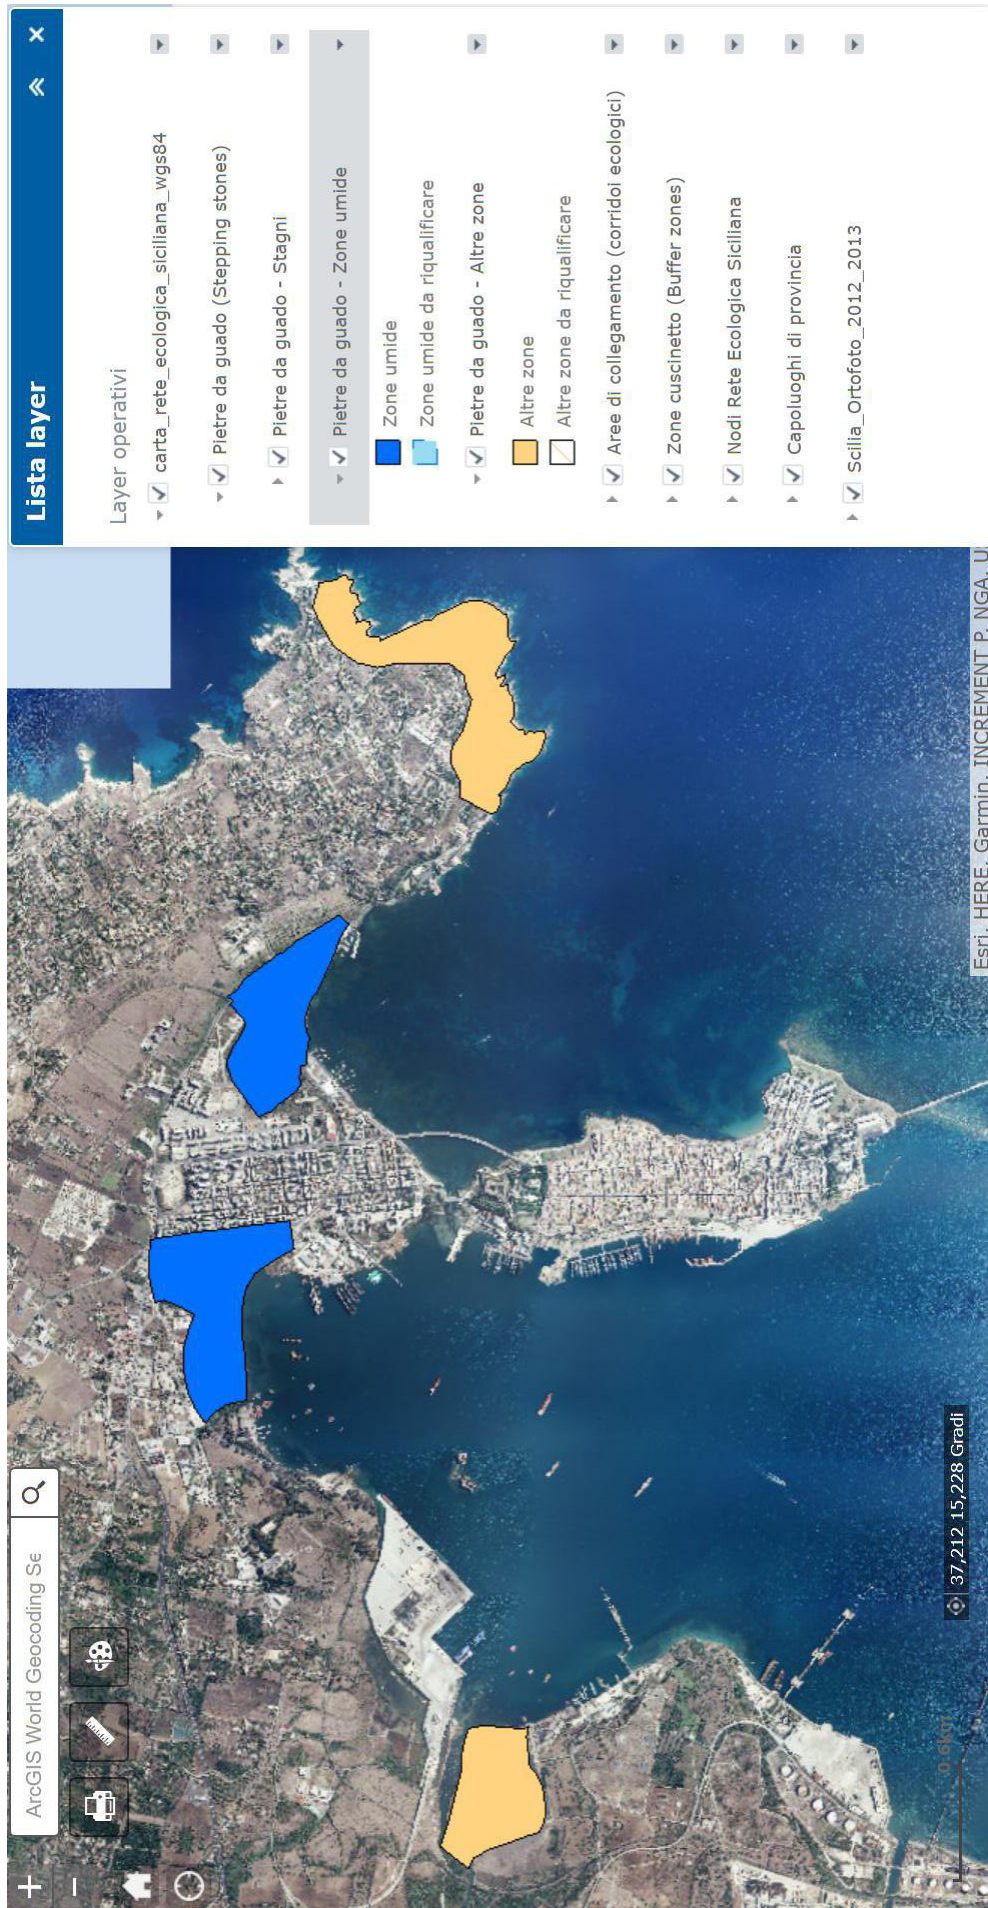 ArcGIS World Geocoding Se
Lista layer
Layer operativi
carta_rete_ecologica_siciliana_wgs84
Pietre da guado (Stepping stones)
Pietre da guado - Stagni
Pietre da guado - Zone umide
Zone umide
Zone umide da riqualificare
Pietre da guado - Altre zone
Altre zone
Altre zone da riqualificare
Aree di collegamento (corridoi ecologici)
Zone cuscinetto (Buffer zones)
Nodi Rete Ecologica Siciliana
Capoluoghi di provincia
Scilia_Ortofoto_2012_2013
0.6km
37,212 15,228 Gradi
Esri, HERE, Garmin, INCREMENT P, NGA, U